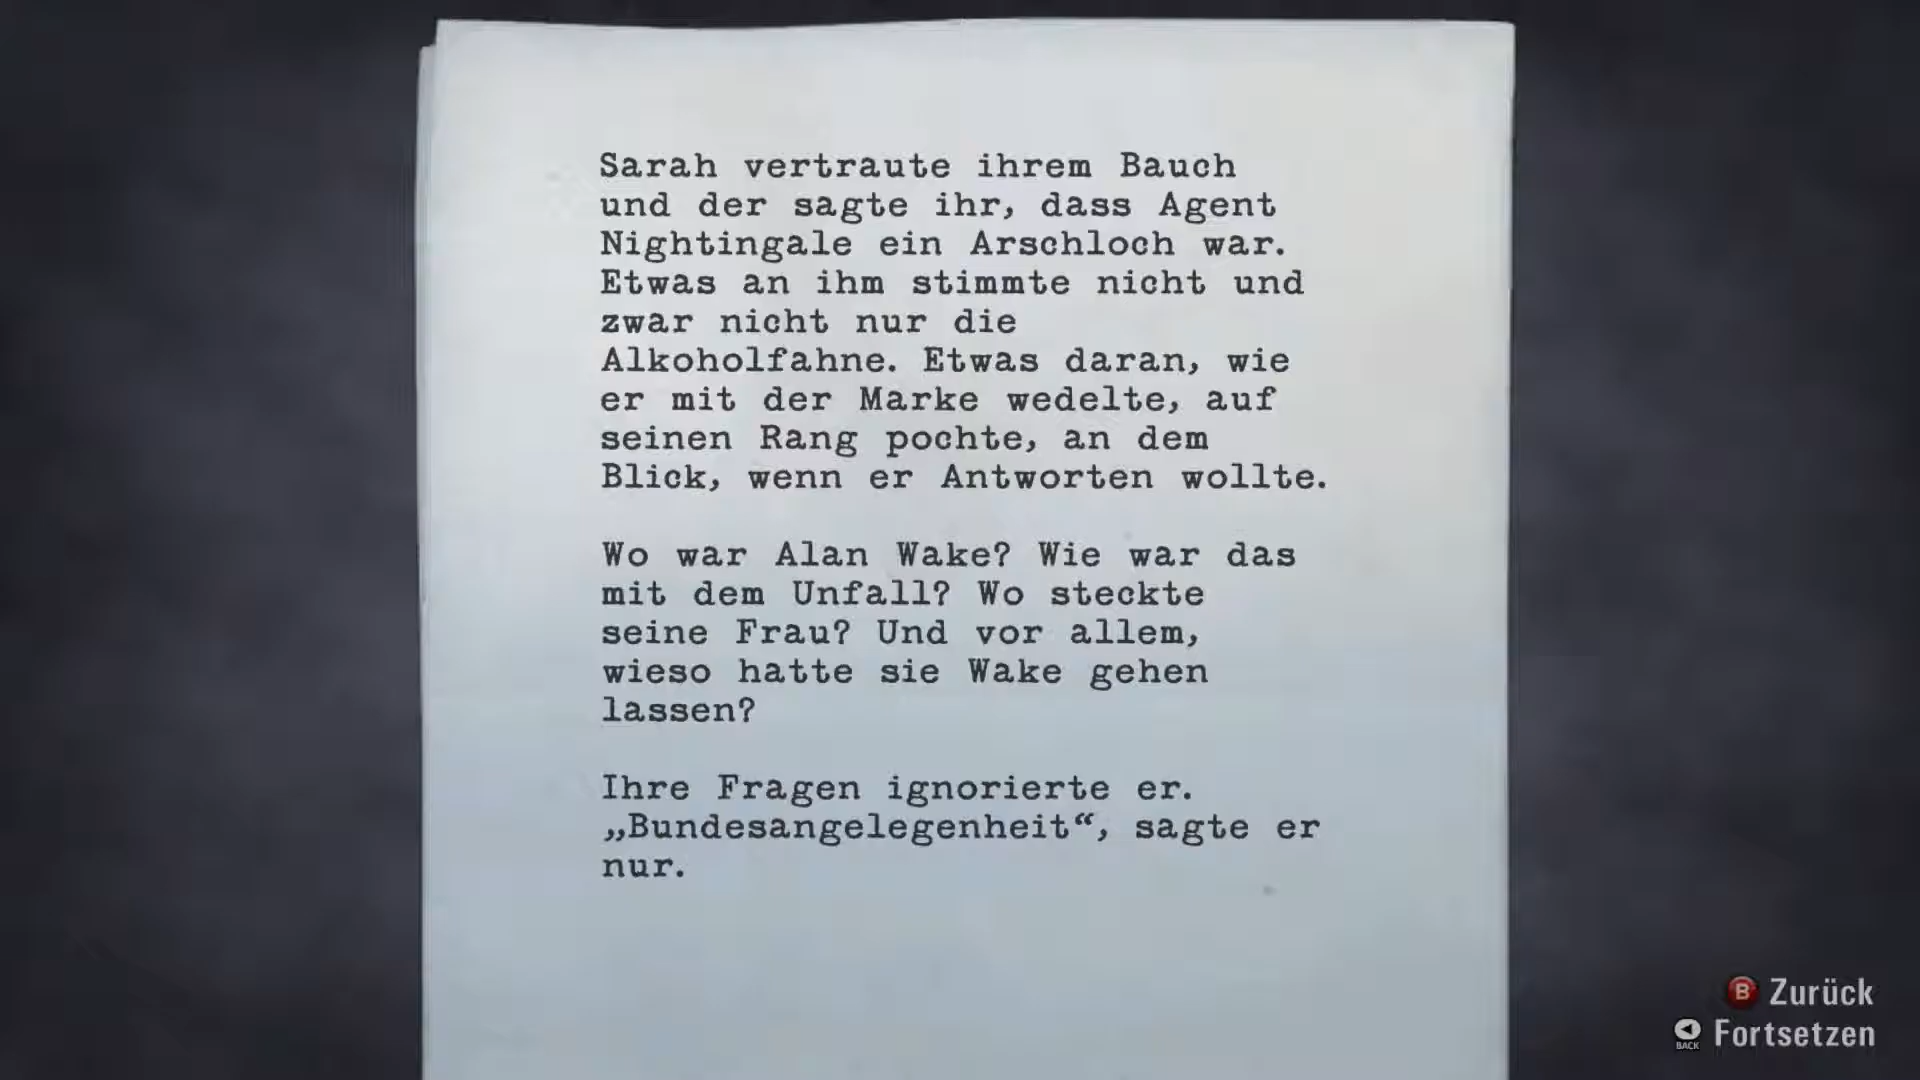 Sarah vertraute ihrem Bauch
und der sagte ihr, dass Agent
Nightingale ein Arschloch war.
Etwas an ihm stimmte nicht und
zwar nicht nur die
Alkoholfahne. Etwas daran, wie
er mit der Marke wedelte, auf
seinen Rang pochte, an dem
Blick, wenn er Antworten wollte.
Wo war Alan Wake? Wie war das
mit dem Unfall? Wo steckte
seine Frau? Und vor allem,
wieso hatte sie Wake gehen
lassen?
Ihre Fragen ignorierte er.
„Bundesangelegenheit“, sagte er
nur.
B Zurück
BACK Fortsetzen